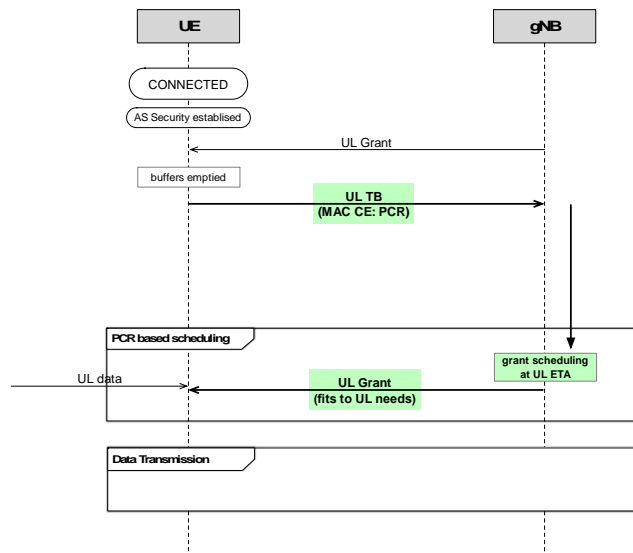 UE
gNB
CONNECTED
AS Security establised
UL Grant
buffers emptied
UL TB
(MAC CE: PCR)
PCR based scheduling
grant scheduling
at UL ETA
UL data
UL Grant
(fits to UL needs)
Data Transmission